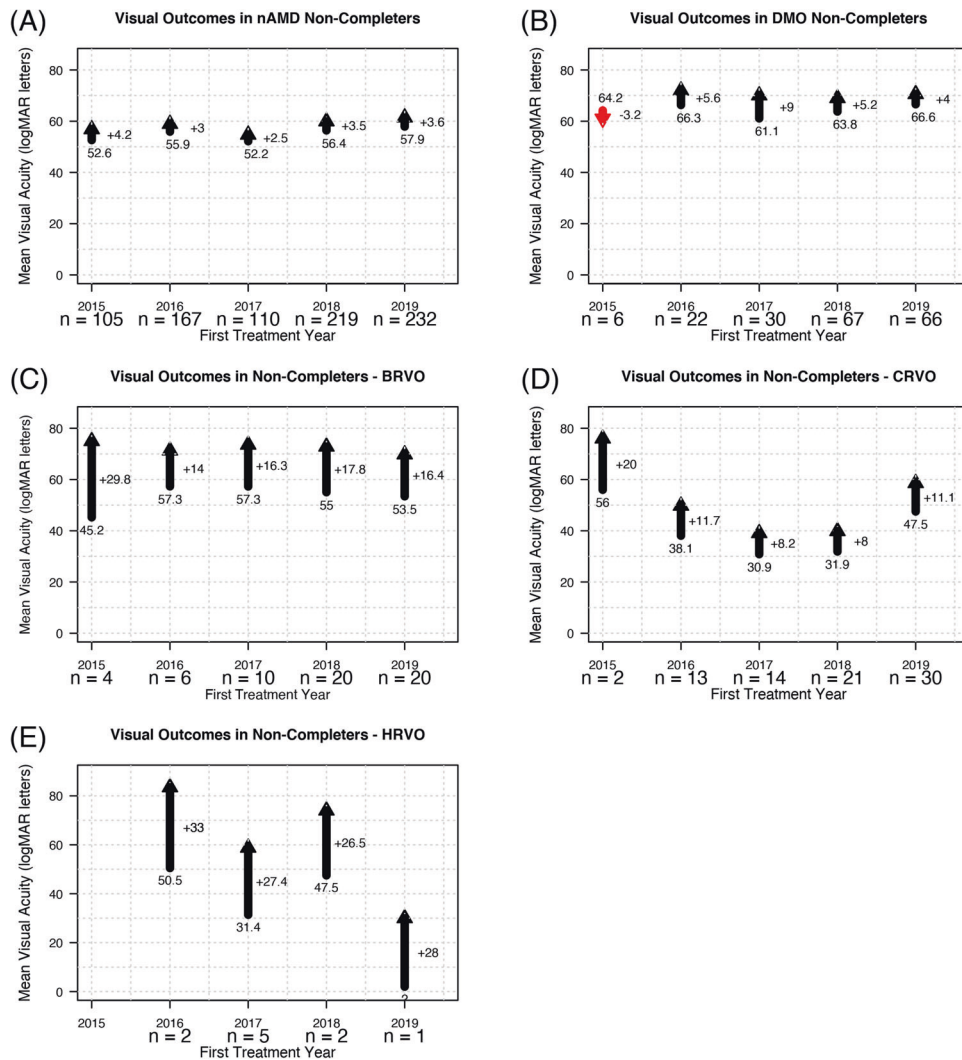 (A)
Visual Outcomes in nAMD Non-Completers
Mean Visual Acuity (logMAR letters)
80
60
40
20
0
+4.2
52.6
+3
55.9
+2.5
52.2
+3.5
56.4
+3.6
57.9
2015 2016 2017 2018 2019
n = 105 n = 167 n = 110 n = 219 n = 232
First Treatment Year
(B)
Visual Outcomes in DMO Non-Completers
Mean Visual Acuity (logMAR letters)
80
60
40
20
0
64.2
-3.2
+5.6
66.3
+9
61.1
+5.2
63.8
+4
66.6
2015 2016 2017 2018 2019
n = 6 n = 22 n = 30 n = 67 n = 66
First Treatment Year
(C)
Visual Outcomes in Non-Completers - BRVO
Mean Visual Acuity (logMAR letters)
80
60
40
20
0
+29.8
45.2
+14
57.3
+16.3
57.3
+17.8
55
+16.4
53.5
2015 2016 2017 2018 2019
n = 4 n = 6 n = 10 n = 20 n = 20
First Treatment Year
(D)
Visual Outcomes in Non-Completers - CRVO
Mean Visual Acuity (logMAR letters)
80
60
40
20
0
+20
56
+11.7
38.1
+8.2
30.9
+8
31.9
+11.1
47.5
2015 2016 2017 2018 2019
n = 2 n = 13 n = 14 n = 21 n = 30
First Treatment Year
(E)
Visual Outcomes in Non-Completers - HRVO
Mean Visual Acuity (logMAR letters)
80
60
40
20
0
+33
50.5
+27.4
31.4
+26.5
47.5
+28
2
2015 2016 2017 2018 2019
n = 2 n = 5 n = 2 n = 1
First Treatment Year